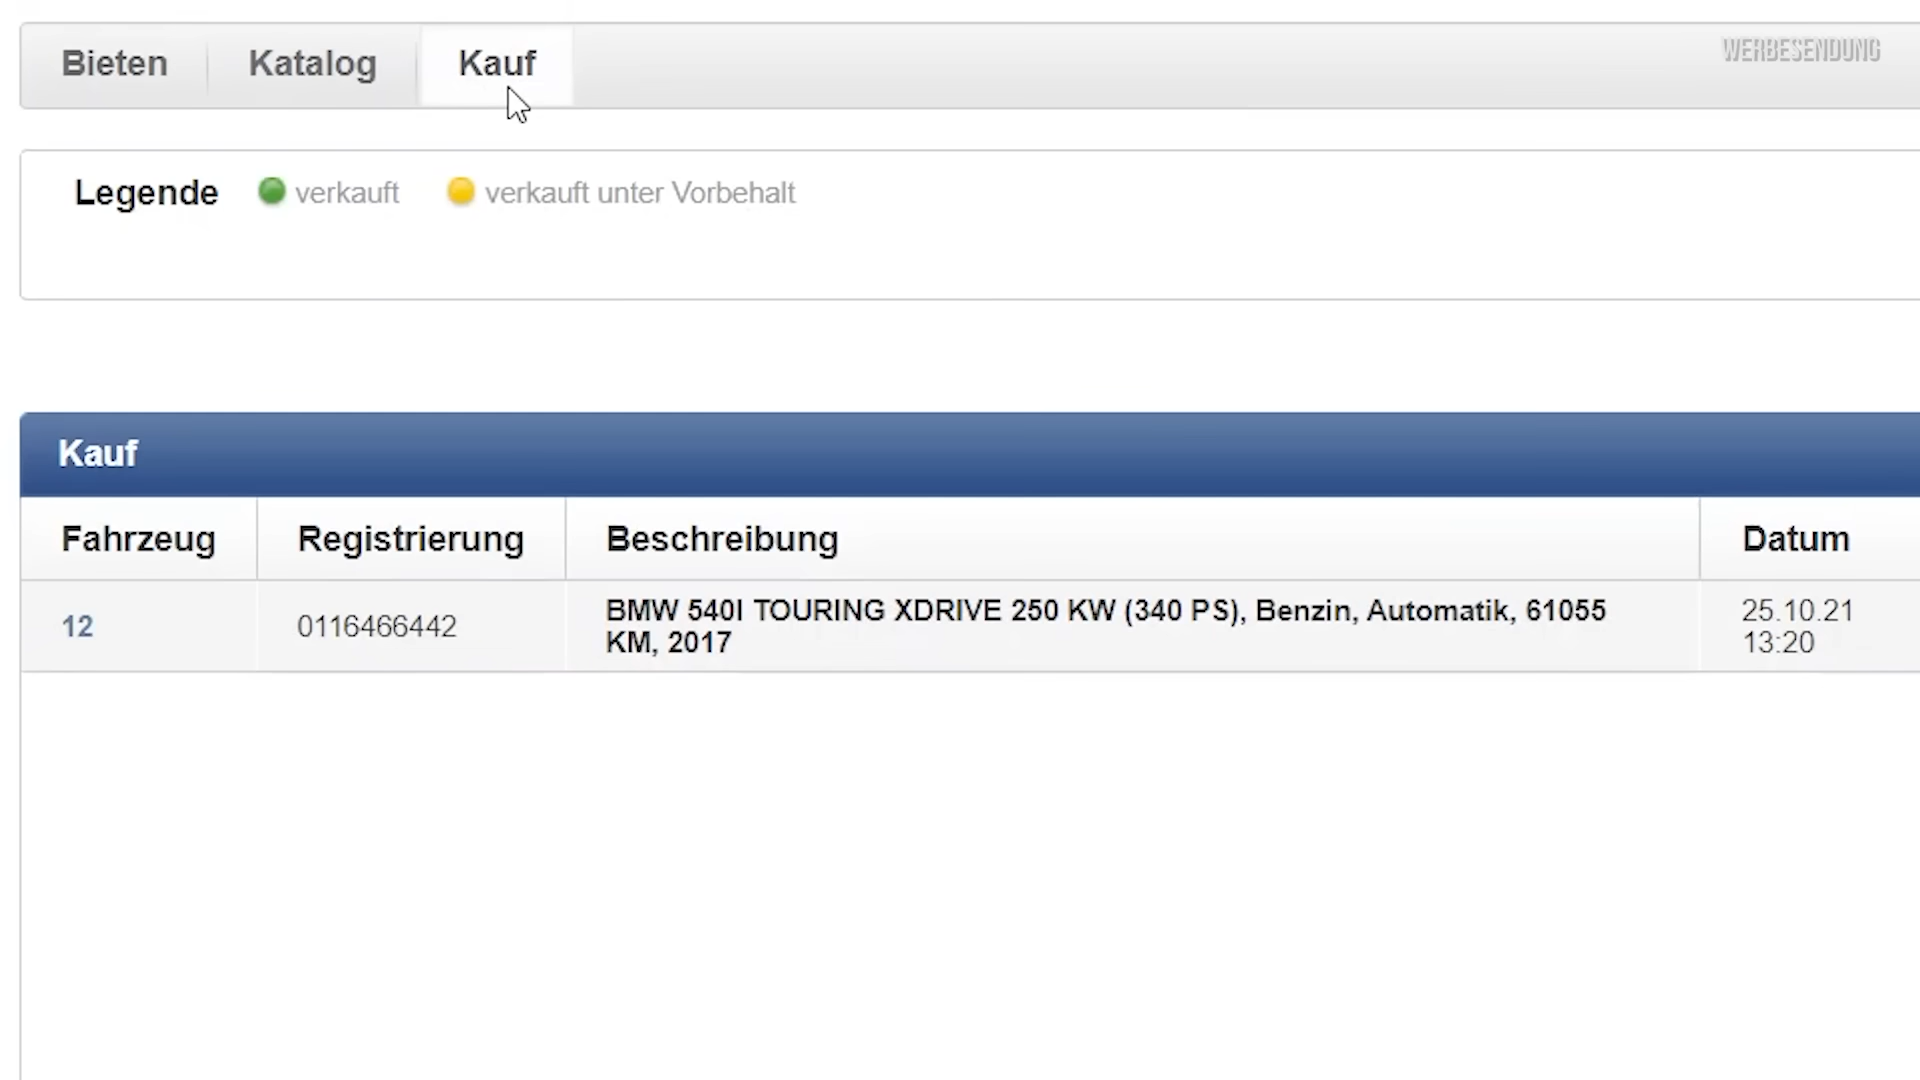 Bieten Katalog Kauf
WERBESENDUNG
Legende verkauft verkauft unter Vorbehalt
Kauf
Fahrzeug Registrierung Beschreibung Datum
12 0116466442 BMW 540I TOURING XDRIVE 250 KW (340 PS), Benzin, Automatik, 61055 25.10.21
KM, 2017 13:20